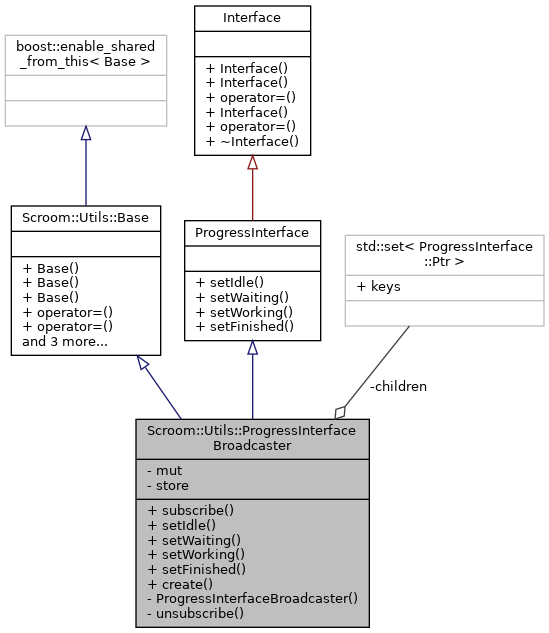 Interface
+ Interface()
+ Interface()
+ operator=()
+ Interface()
+ operator=()
+ ~Interface()
boost::enable_shared
_from_this< Base >
Scroom::Utils::Base
+ Base()
+ Base()
+ Base()
+ operator=()
+ operator=()
and 3 more...
ProgressInterface
+ setIdle()
+ setWaiting()
+ setWorking()
+ setFinished()
std::set< ProgressInterface
::Ptr >
+ keys
-children
Scroom::Utils::ProgressInterface
Broadcaster
- mut
- store
+ subscribe()
+ setIdle()
+ setWaiting()
+ setWorking()
+ setFinished()
+ create()
- ProgressInterfaceBroadcaster()
- unsubscribe()